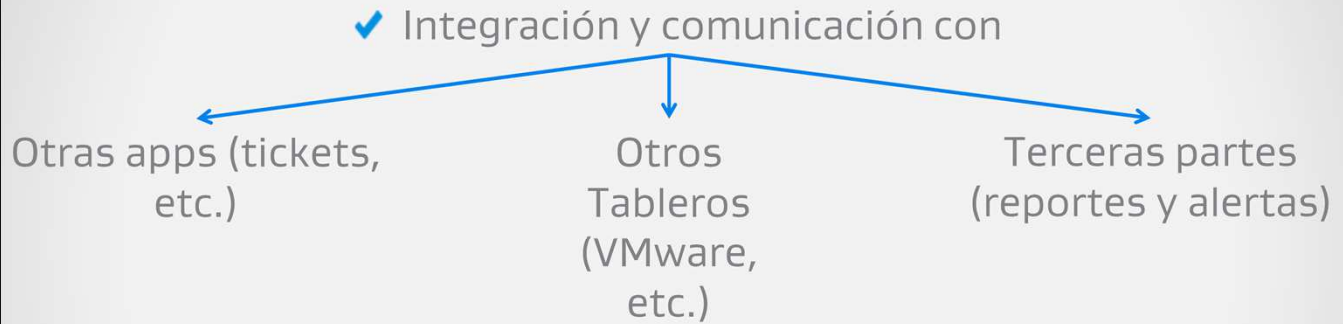 Integración y comunicación con
Otras apps (tickets,
etc.)
Otros
Tableros
(VMware,
etc.)
Terceras partes
(reportes y alertas)